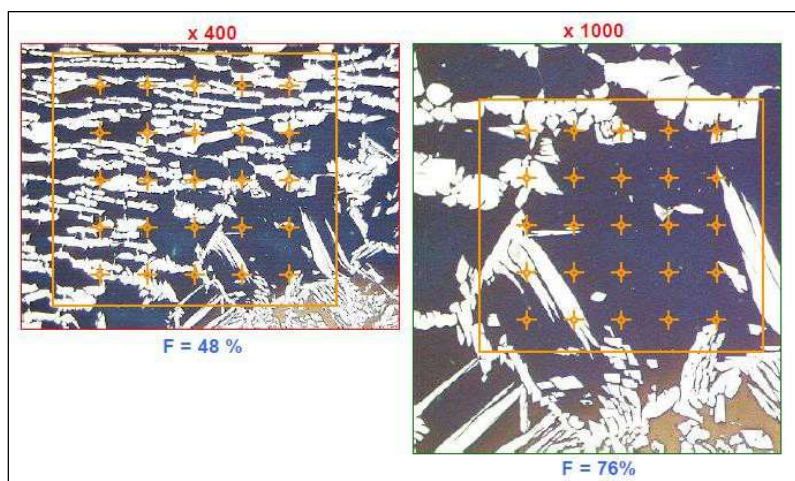 x 400
x 1000
F = 48 %
F = 76%